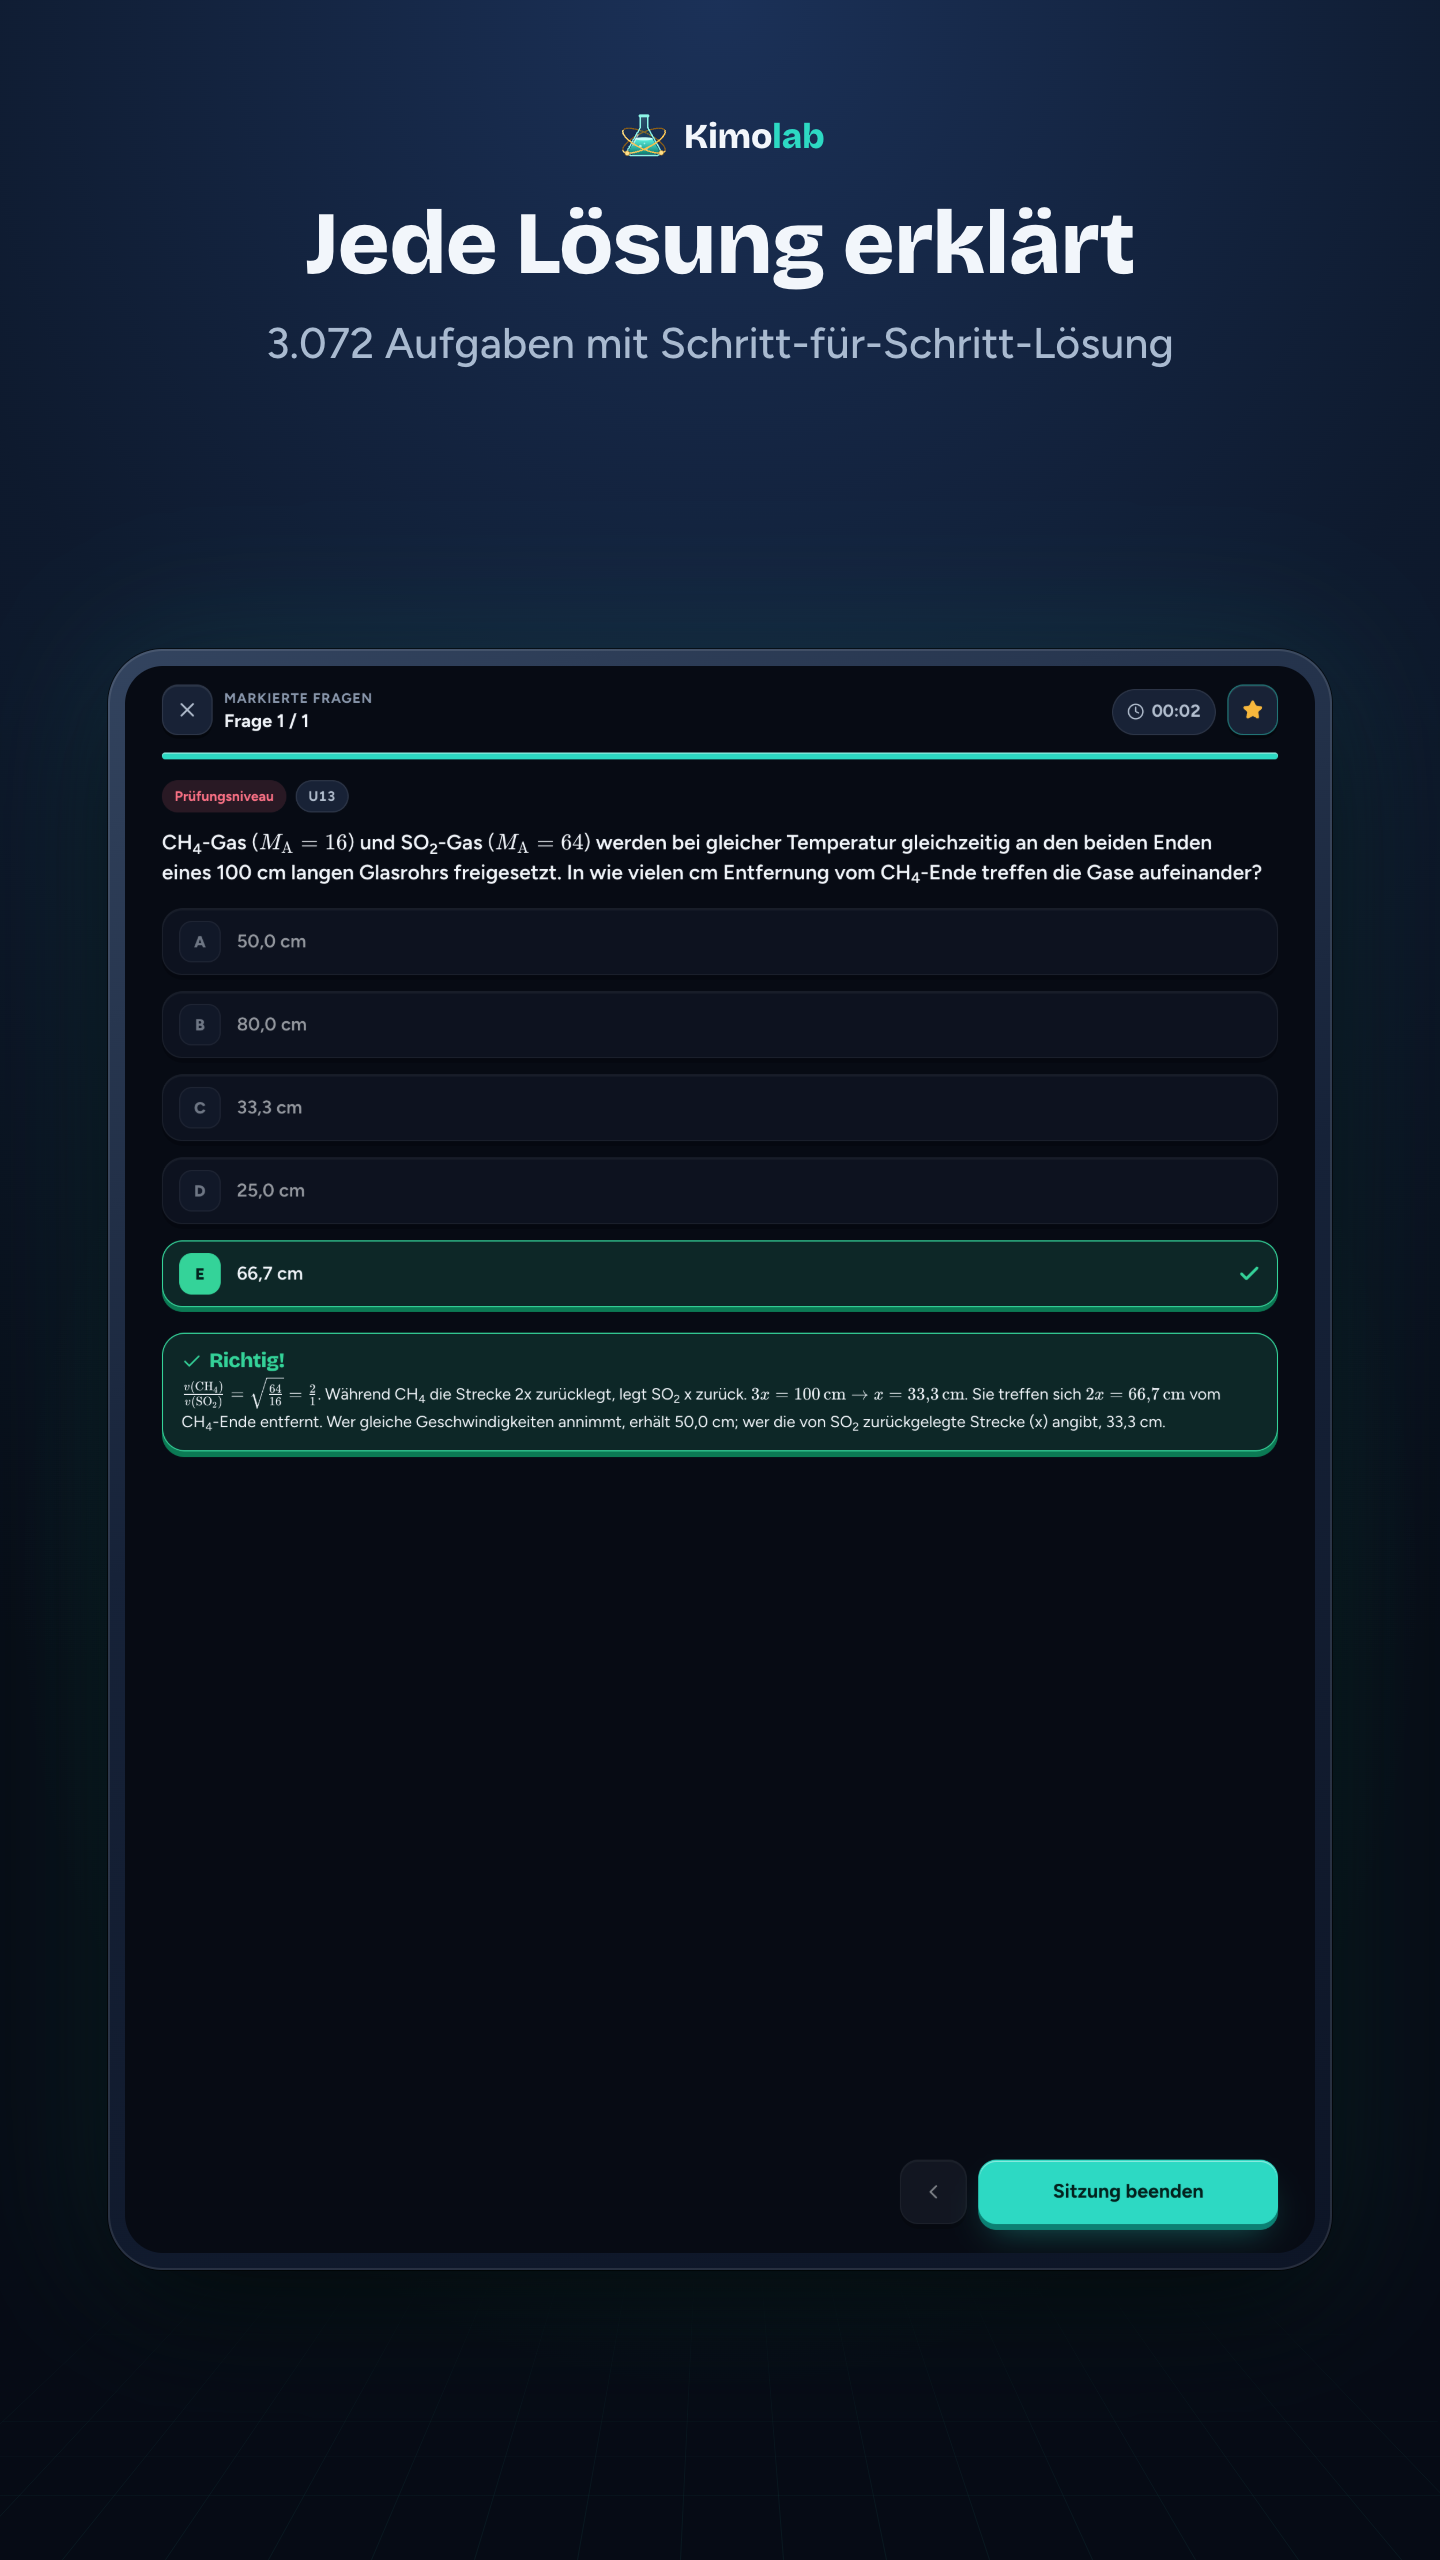 Kimolab
Jede Lösung erklärt
3.072 Aufgaben mit Schritt-für-Schritt-Lösung
MARKIERTE FRAGEN
Frage 1 / 1
00:02
Prüfungsniveau U13
CH₄-Gas (M_A = 16) und SO₂-Gas (M_A = 64) werden bei gleicher Temperatur gleichzeitig an den beiden Enden
eines 100 cm langen Glasrohrs freigesetzt. In wie vielen cm Entfernung vom CH₄-Ende treffen die Gase aufeinander?
A 50,0 cm
B 80,0 cm
C 33,3 cm
D 25,0 cm
E 66,7 cm
Richtig!
v(CH₄)/v(SO₂) = √(64/16) = 2/1. Während CH₄ die Strecke 2x zurücklegt, legt SO₂ x zurück. 3x = 100 cm → x = 33,3 cm. Sie treffen sich 2x = 66,7 cm vom
CH₄-Ende entfernt. Wer gleiche Geschwindigkeiten annimmt, erhält 50,0 cm; wer die von SO₂ zurückgelegte Strecke (x) angibt, 33,3 cm.
Sitzung beenden